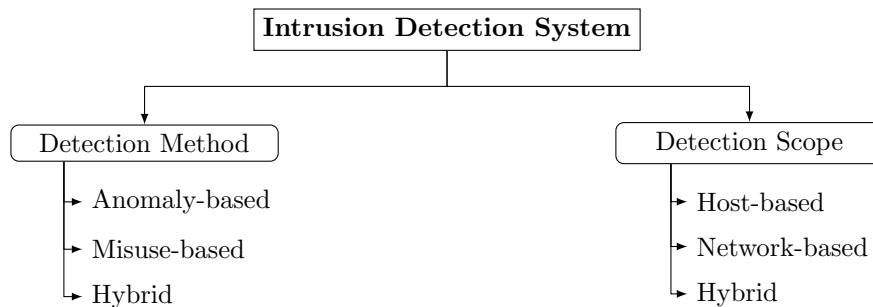 Intrusion Detection System
Detection Method
Anomaly-based
Misuse-based
Hybrid
Detection Scope
Host-based
Network-based
Hybrid